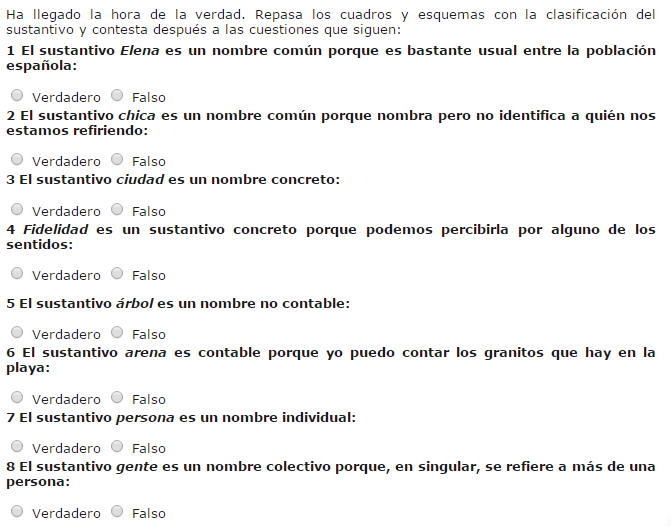 Ha llegado la hora de la verdad. Repasa los cuadros y esquemas con la clasificación del
sustantivo y contesta después a las cuestiones que siguen:
1 El sustantivo Elena es un nombre común porque es bastante usual entre la población
española:
Verdadero Falso
2 El sustantivo chica es un nombre común porque nombra pero no identifica a quién nos
estamos refiriendo:
Verdadero Falso
3 El sustantivo ciudad es un nombre concreto:
Verdadero Falso
4 Fidelidad es un sustantivo concreto porque podemos percibirla por alguno de los
sentidos:
Verdadero Falso
5 El sustantivo árbol es un nombre no contable:
Verdadero Falso
6 El sustantivo arena es contable porque yo puedo contar los granitos que hay en la
playa:
Verdadero Falso
7 El sustantivo persona es un nombre individual:
Verdadero Falso
8 El sustantivo gente es un nombre colectivo porque, en singular, se refiere a más de una
persona:
Verdadero Falso